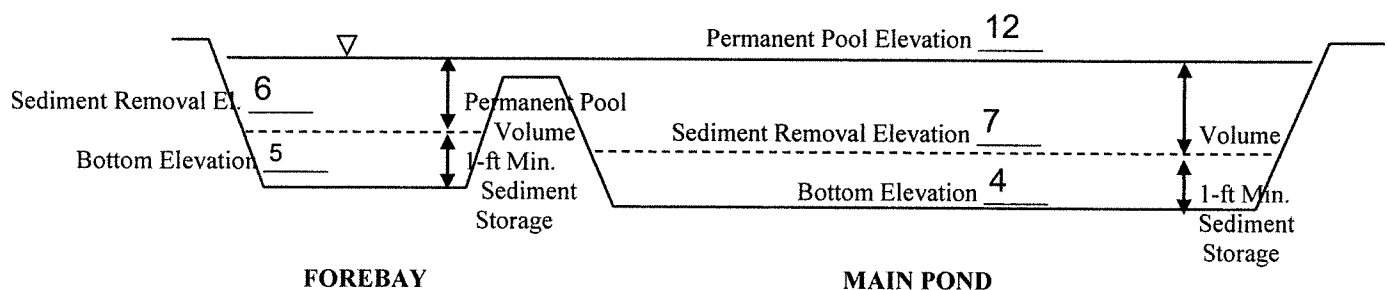 Permanent Pool Elevation 12
Sediment Removal El. 6
Permanent Pool
Volume
Sediment Removal Elevation 7
Volume
Bottom Elevation 5
1-ft Min.
Sediment
Storage
Bottom Elevation 4
1-ft Min.
Sediment
Storage
FOREBAY
MAIN POND